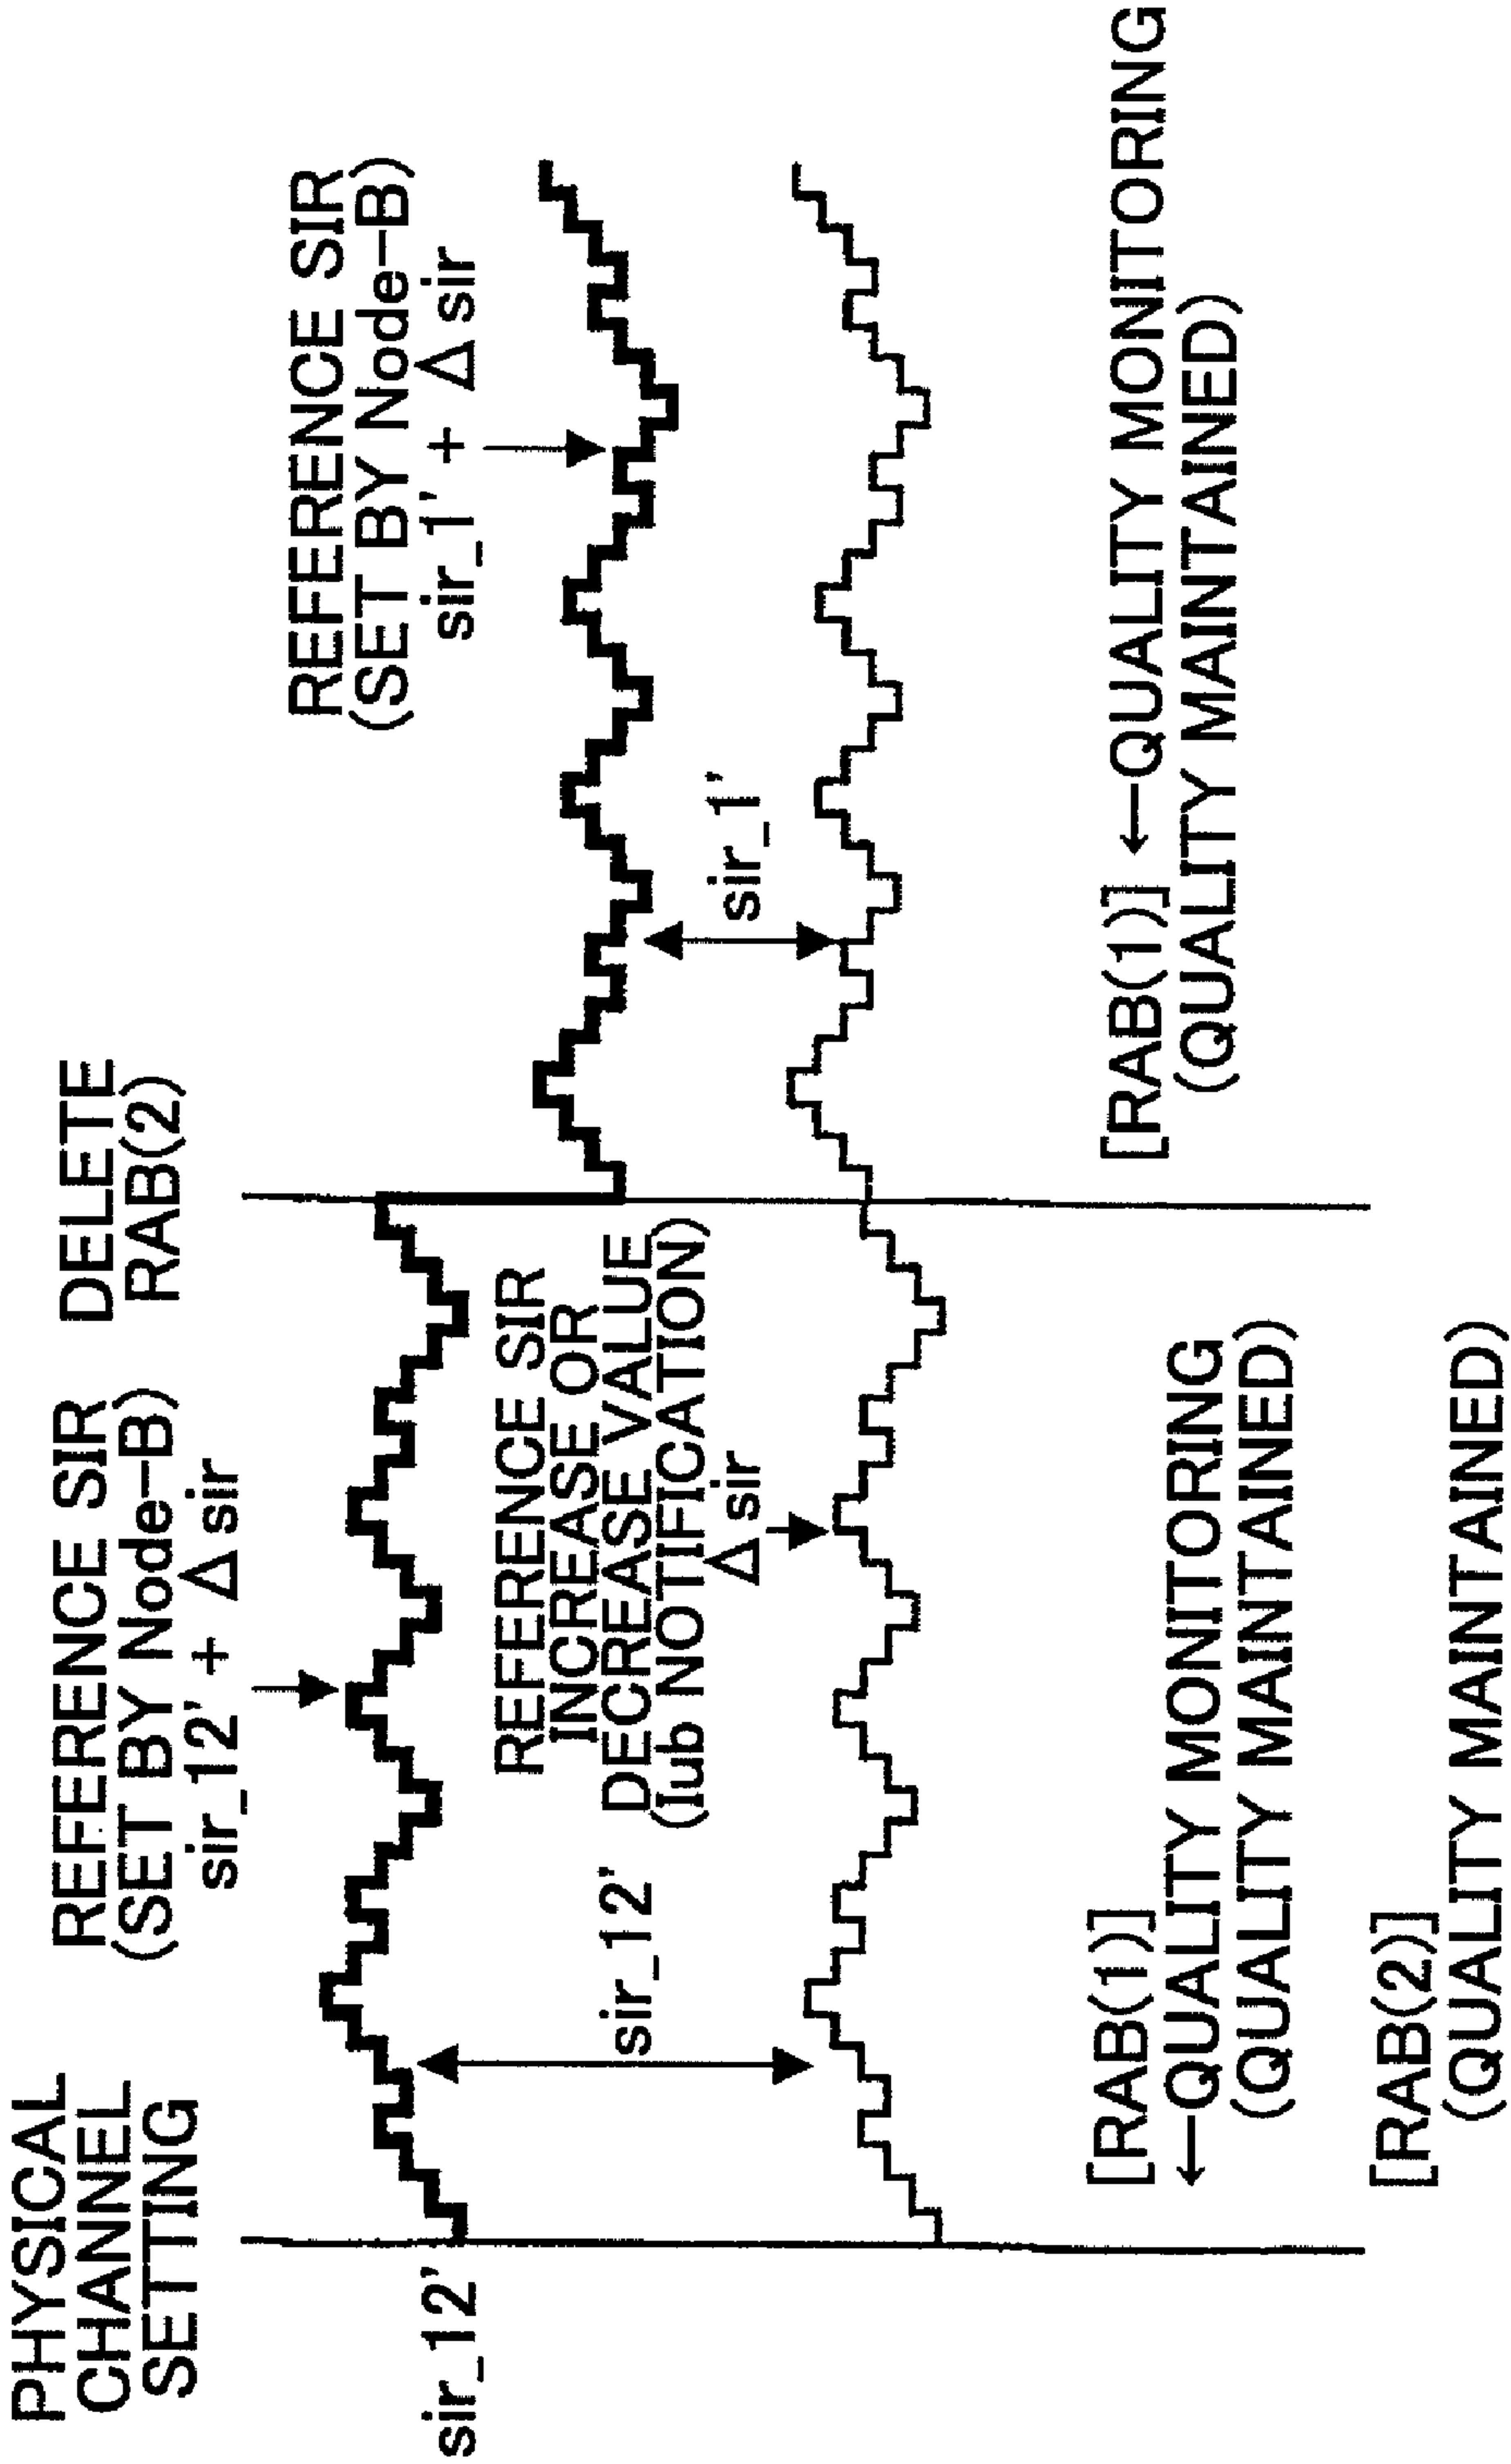 PHYSICAL
CHANNEL
SETTING
REFERENCE SIR
(SET BY Node-B)
sir_12' + Δ sir
DELETE
RAB(2)
REFERENCE SIR
(SET BY Node-B)
sir_1' + Δ sir
sir_12'
sir_12'
REFERENCE SIR
INCREASE OR
DECREASE VALUE
(Iub NOTIFICATION)
Δ sir
sir_1'
[RAB(1)]
←QUALITY MONITORING
(QUALITY MAINTAINED)
[RAB(2)]
(QUALITY MAINTAINED)
[RAB(1)] ←QUALITY MONITORING
(QUALITY MAINTAINED)